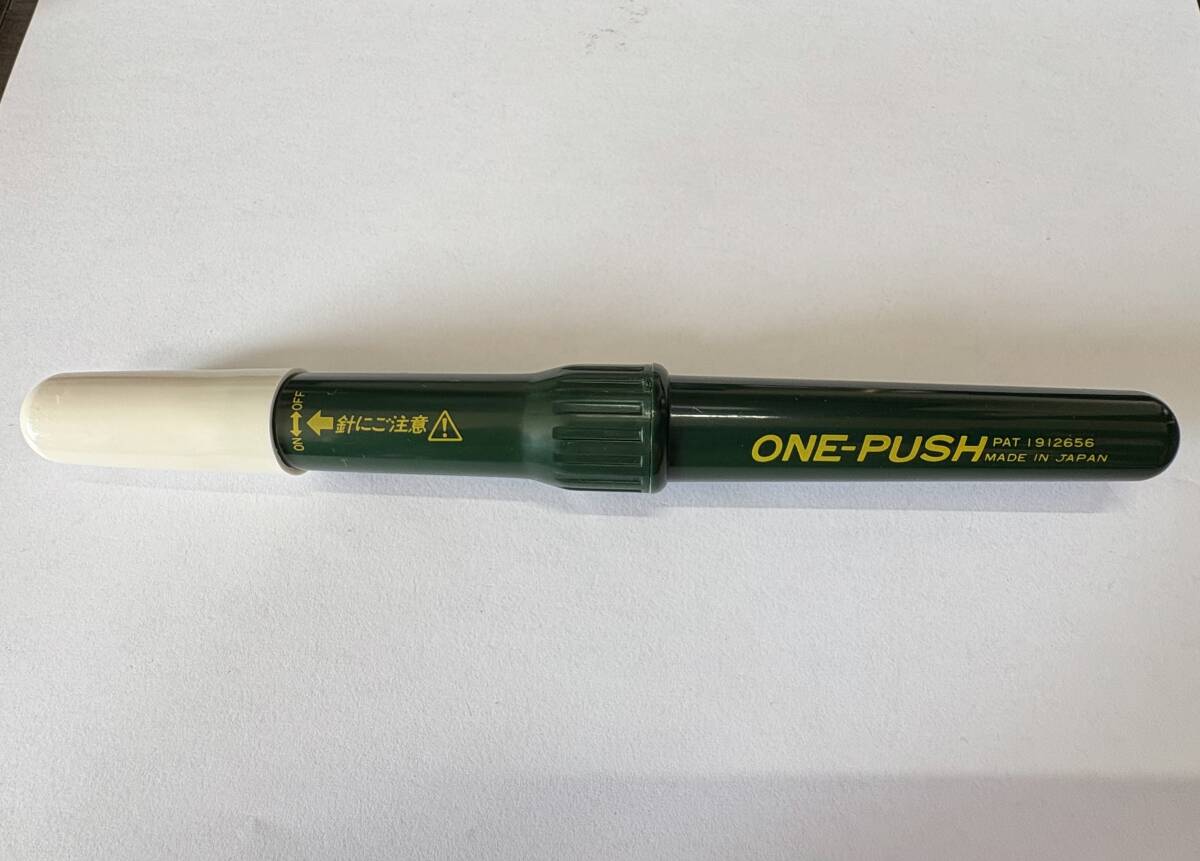 ON↔OFF
←針にご注意⚠
ONE-PUSH
PAT 1912656
MADE IN JAPAN